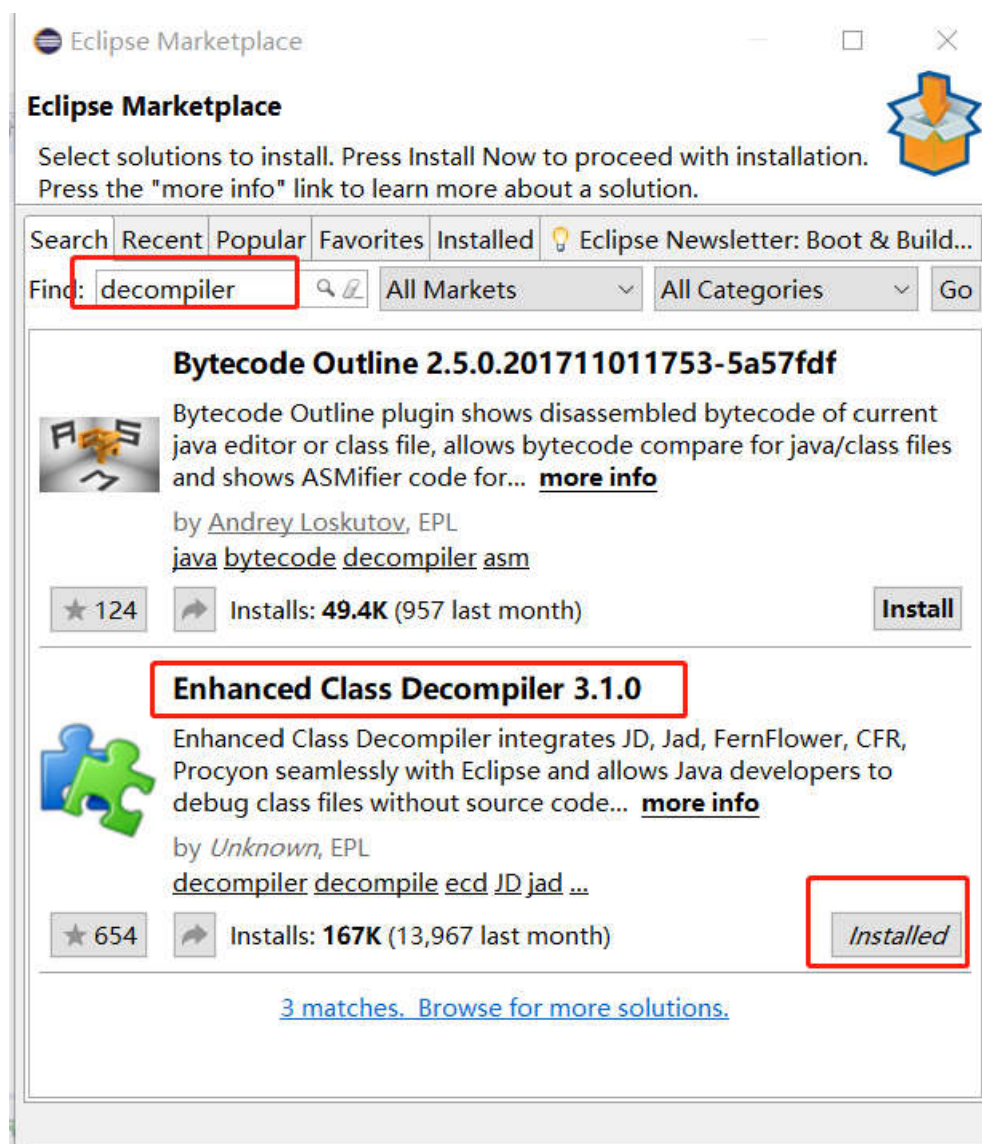 Eclipse Marketplace
Eclipse Marketplace
Select solutions to install. Press Install Now to proceed with installation.
Press the "more info" link to learn more about a solution.
Search Recent Popular Favorites Installed Eclipse Newsletter: Boot & Build...
Find: decompiler All Markets All Categories Go
Bytecode Outline 2.5.0.201711011753-5a57fdf
Bytecode Outline plugin shows disassembled bytecode of current
java editor or class file, allows bytecode compare for java/class files
and shows ASMifier code for... more info
by Andrey Loskutov, EPL
java bytecode decompiler asm
124 Installs: 49.4K (957 last month) Install
Enhanced Class Decompiler 3.1.0
Enhanced Class Decompiler integrates JD, Jad, FernFlower, CFR,
Procyon seamlessly with Eclipse and allows Java developers to
debug class files without source code... more info
by Unknown, EPL
decompiler decompile ecd JD jad ...
654 Installs: 167K (13,967 last month) Installed
3 matches. Browse for more solutions.